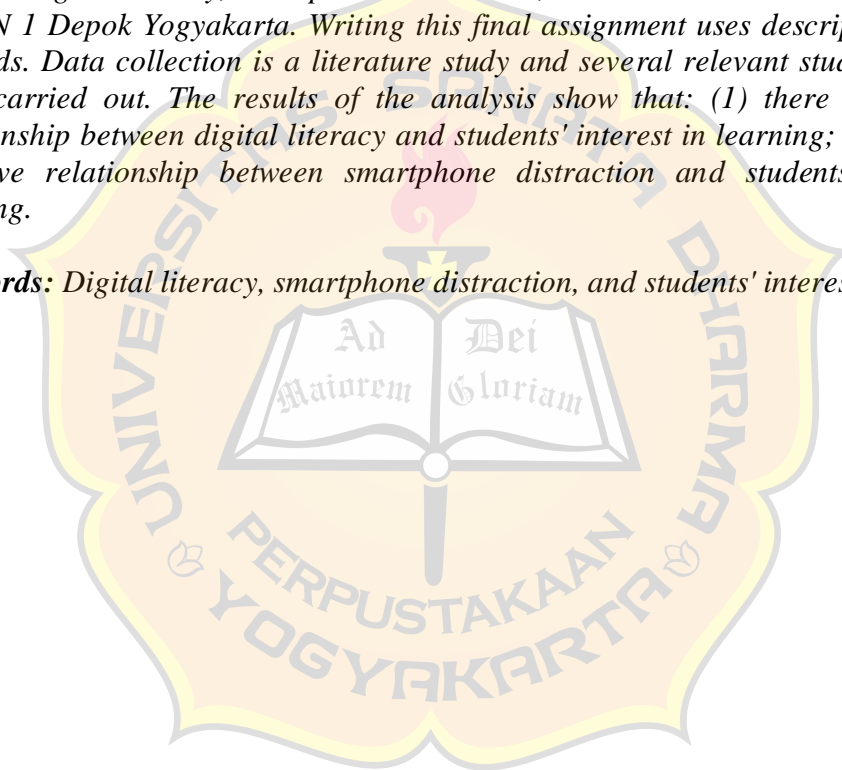 N 1 Depok Yogyakarta. Writing this final assignment uses descrip
ds. Data collection is a literature study and several relevant stud
carried out. The results of the analysis show that: (1) there
nship between digital literacy and students' interest in learning;
ve relationship between smartphone distraction and students
ng.
rds: Digital literacy, smartphone distraction, and students' interes
UNIVERSITAS SANATA DHARMA
Ad Dei
Maiorem Gloriam
PERPUSTAKAAN
YOGYAKARTA